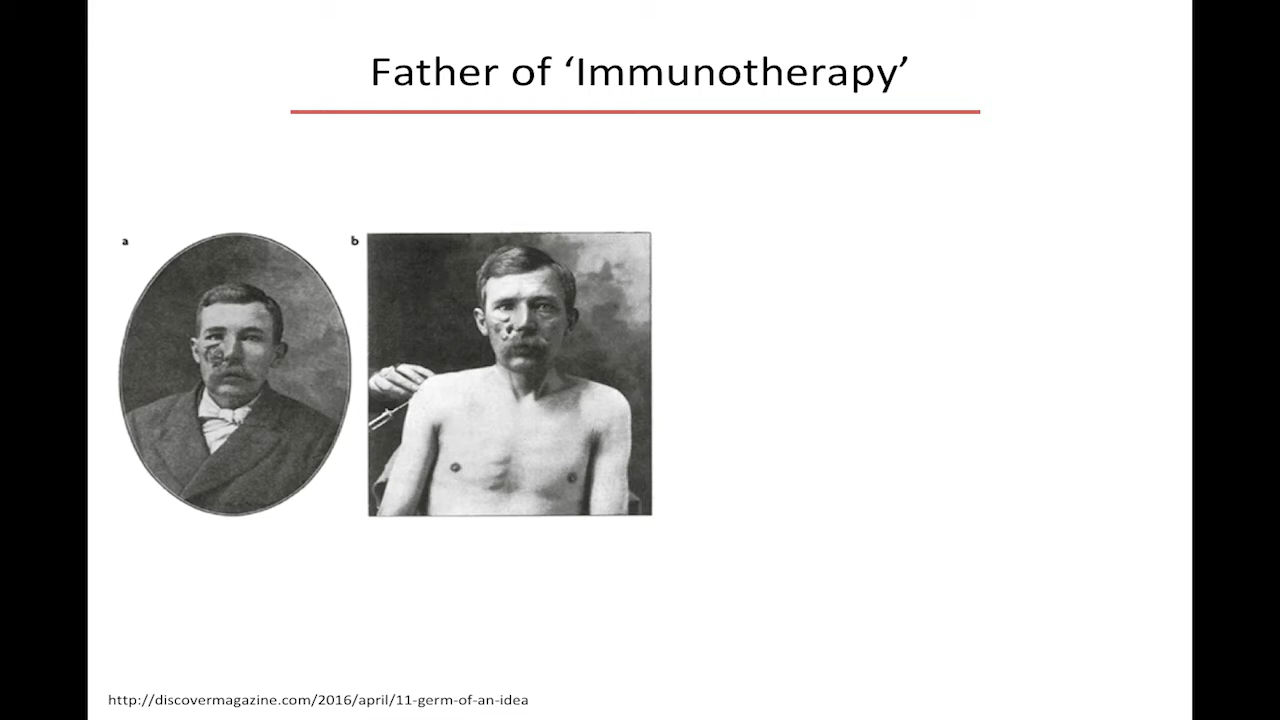 Father of ‘Immunotherapy’
a
b
http://discovermagazine.com/2016/april/11-germ-of-an-idea